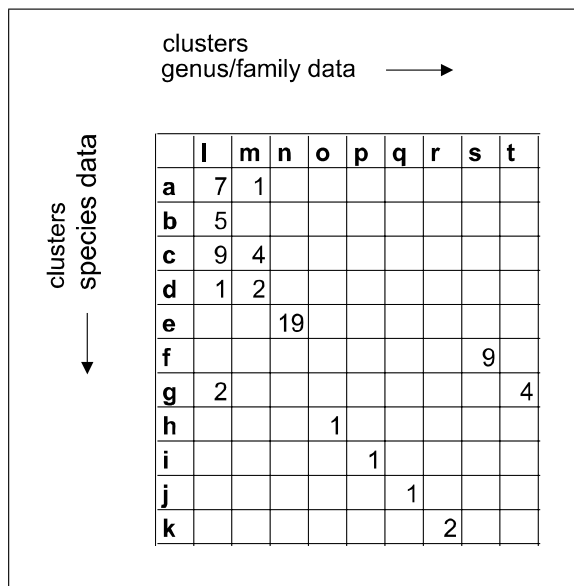 clusters
genus/family data
clusters
species data
l m n o p q r s t
a 7 1
b 5
c 9 4
d 1 2
e 19
f 9
g 2 4
h 1
i 1
j 1
k 2